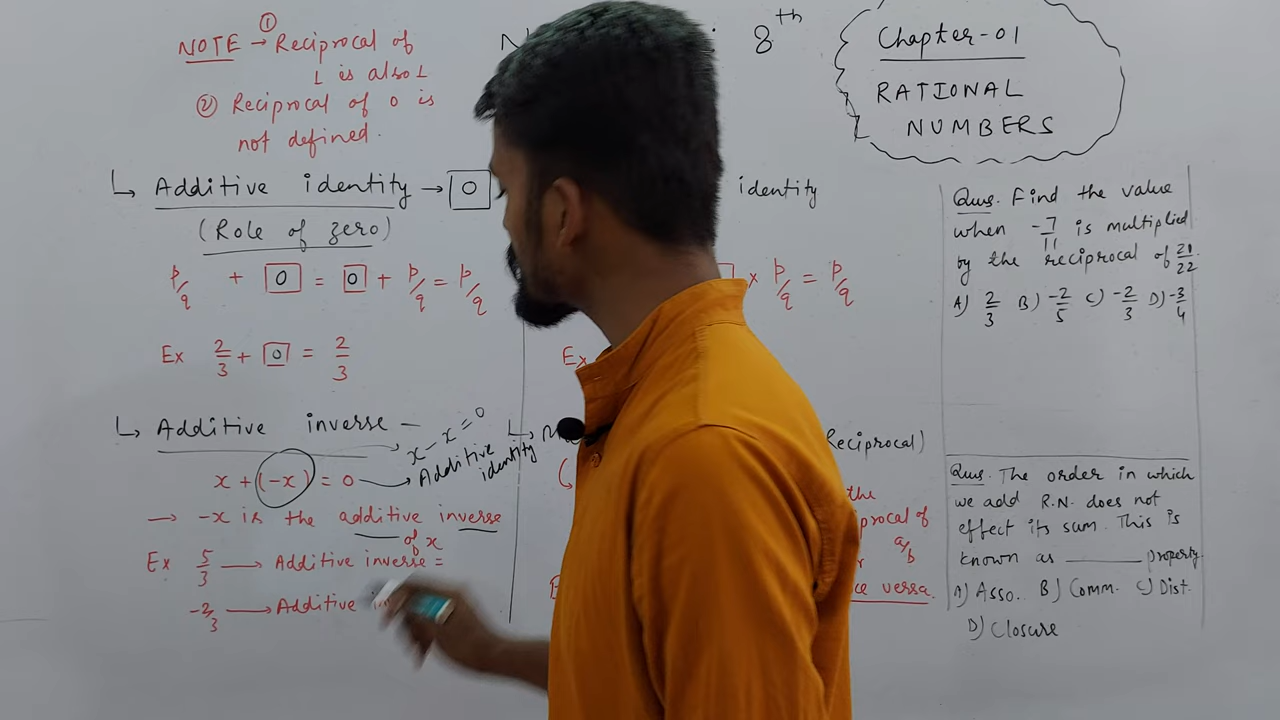 NOTE → ① Reciprocal of
1 is also 1
② Reciprocal of 0 is
not defined.
8th
Chapter-01
RATIONAL
NUMBERS
↳ Additive identity → 0
(Role of zero)
p/q + 0 = 0 + p/q = p/q
Ex 2/3 + 0 = 2/3
↳ Additive inverse –
x + (-x) = 0
x - x = 0
Additive
identity
→ -x is the additive inverse
of x
Ex 5/3 → Additive inverse =
-2/3 → Additive
identity
x p/q = p/q
Ex
Reciprocal)
the
a/b
vice versa.
Ques. Find the value
when -7/11 is multiplied
by the reciprocal of 21/22.
A) 2/3 B) -2/5 C) -2/3 D) -3/4
Ques. The order in which
we add R.N. does not
effect its sum. This is
known as ______ property.
A) Asso. B) Comm. C) Dist.
D) Closure